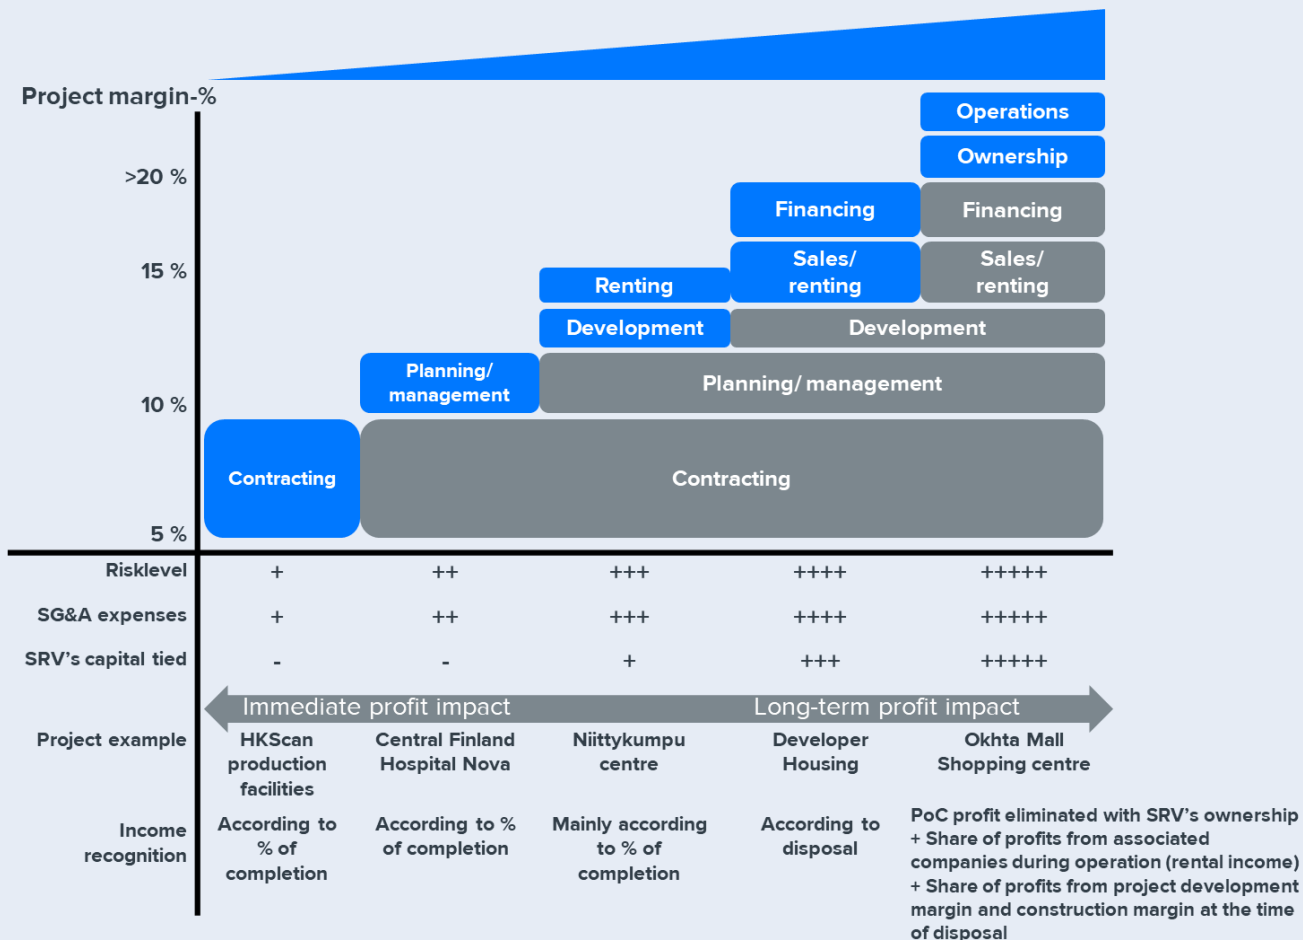 Project margin-%
Operations
Ownership
>20 %
Financing
Financing
Sales/
renting
Sales/
renting
15 %
Renting
Development
Development
Planning/
management
Planning/ management
10 %
Contracting
Contracting
5 %
Risklevel
+
++
+++
++++
+++++
SG&A expenses
+
++
+++
++++
+++++
SRV's capital tied
-
-
+
+++
+++++
Immediate profit impact
Long-term profit impact
Project example
HKScan
production
facilities
Central Finland
Hospital Nova
Niittykumpu
centre
Developer
Housing
Okhta Mall
Shopping centre
Income
recognition
According to
% of
completion
According to %
of completion
Mainly according
to % of
completion
According to
disposal
PoC profit eliminated with SRV's ownership
+ Share of profits from associated
companies during operation (rental income)
+ Share of profits from project development
margin and construction margin at the time
of disposal